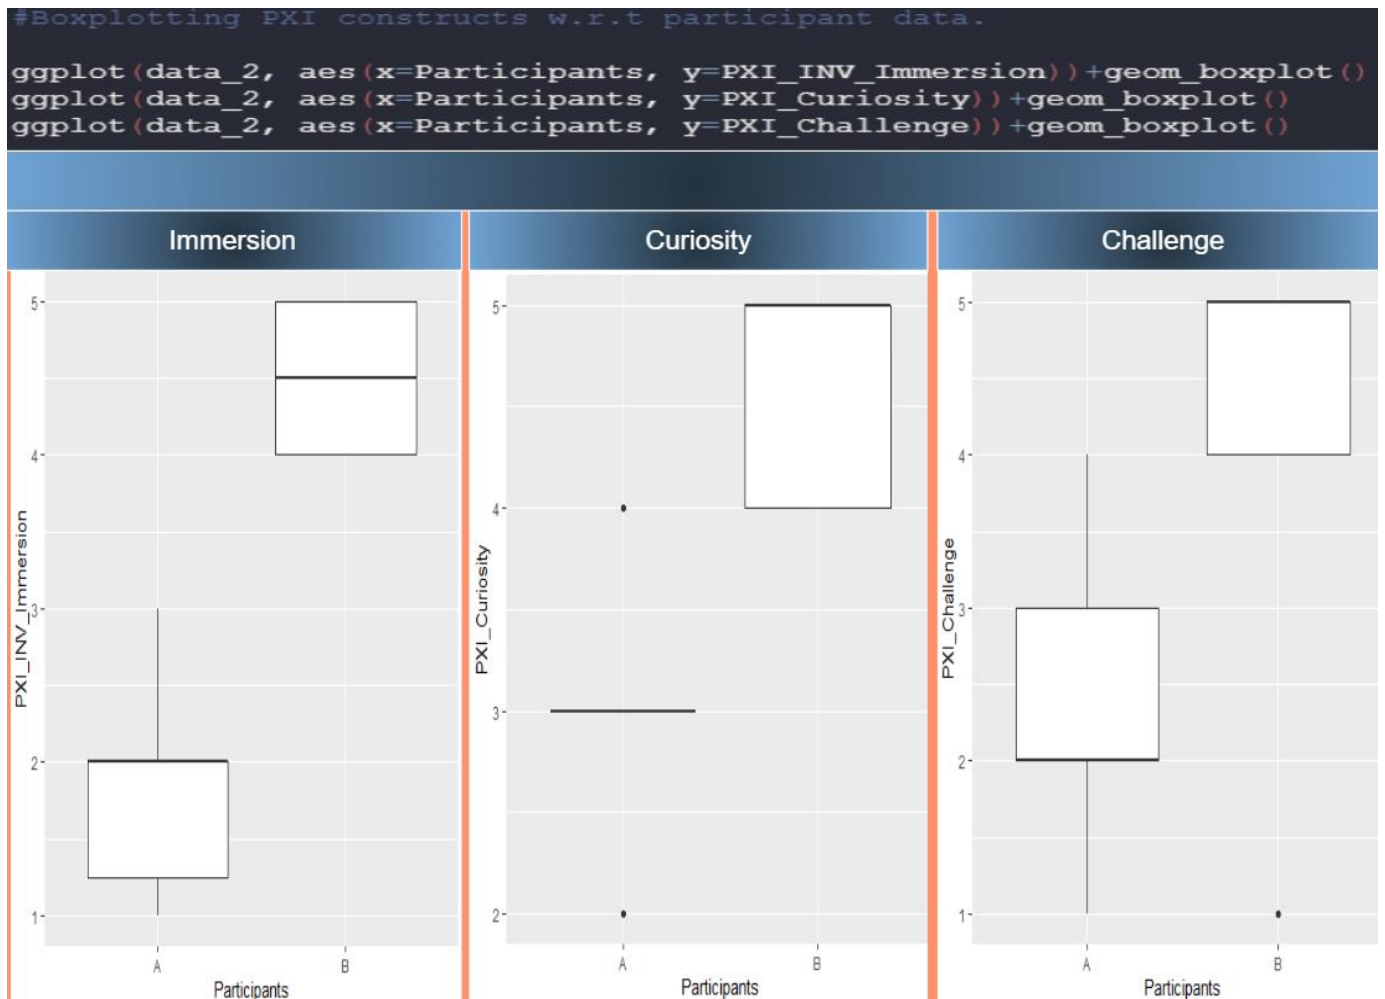 #Boxplotting PXI constructs w.r.t participant data.
ggplot(data_2, aes(x=Participants, y=PXI_INV_Immersion))+geom_boxplot()
ggplot(data_2, aes(x=Participants, y=PXI_Curiosity))+geom_boxplot()
ggplot(data_2, aes(x=Participants, y=PXI_Challenge))+geom_boxplot()
Immersion
PXI_INV_Immersion
5
4
3
2
1
A B
Participants
Curiosity
PXI_Curiosity
5
4
3
2
A B
Participants
Challenge
PXI_Challenge
5
4
3
2
1
A B
Participants